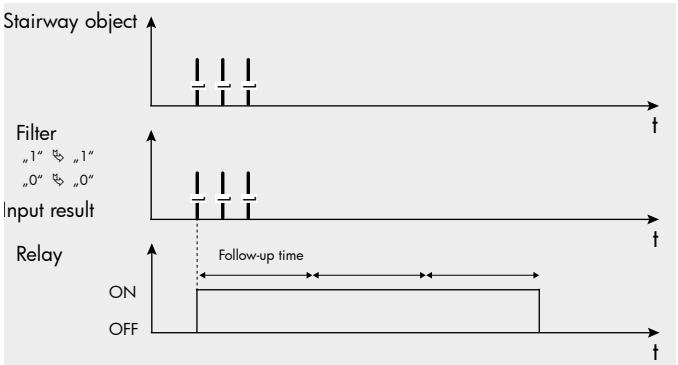 Stairway object
t
Filter
„1“ ⮱ „1“
„0“ ⮱ „0“
Input result
t
Relay
Follow-up time
ON
OFF
t